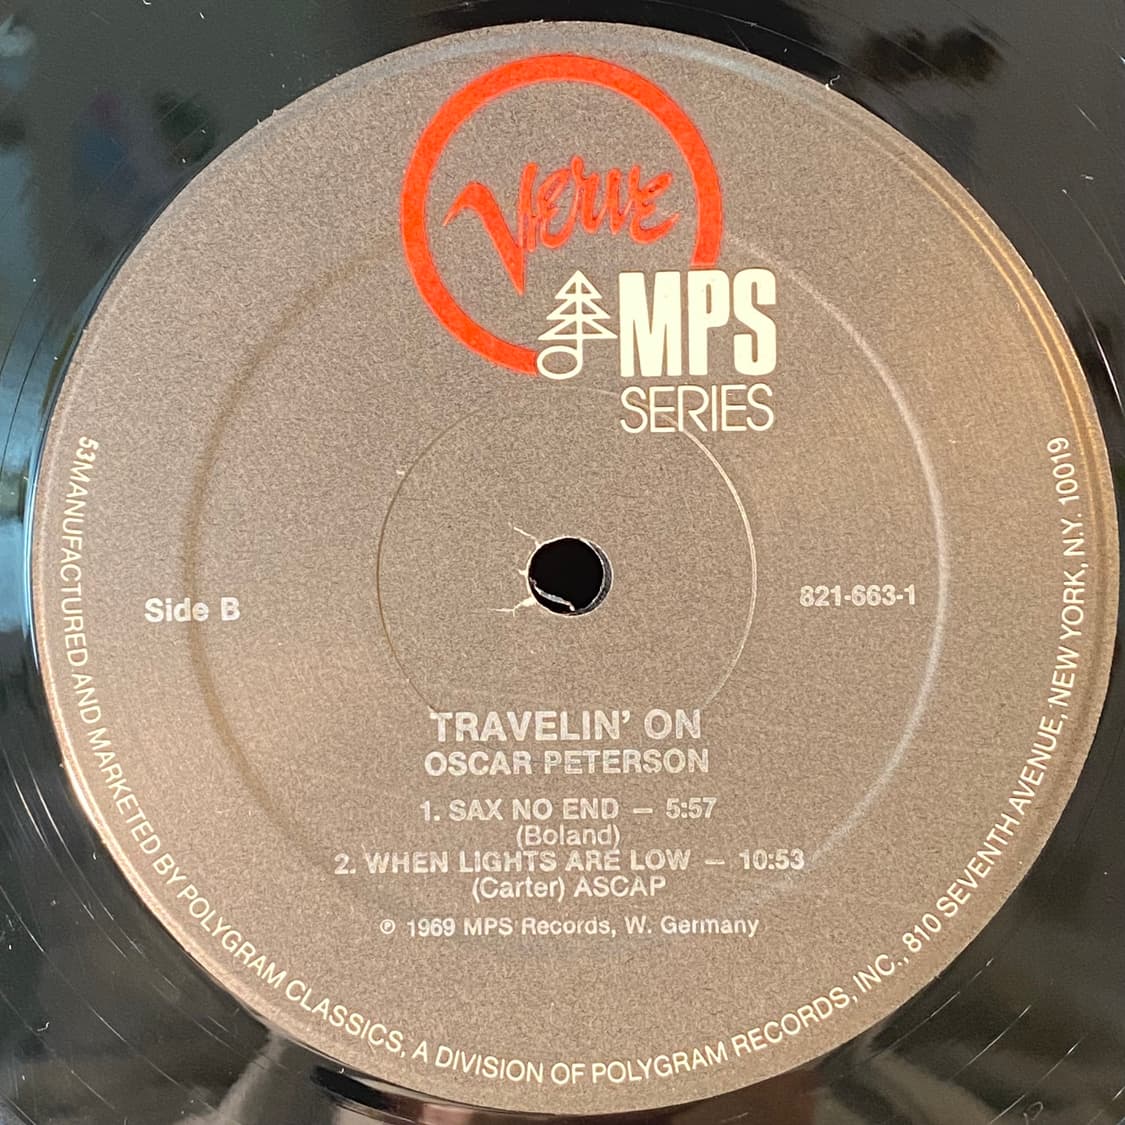 Verve
MPS
SERIES
Side B
821-663-1
TRAVELIN' ON
OSCAR PETERSON
1. SAX NO END — 5:57
(Boland)
2. WHEN LIGHTS ARE LOW — 10:53
(Carter) ASCAP
℗ 1969 MPS Records, W. Germany
53MANUFACTURED AND MARKETED BY POLYGRAM CLASSICS, A DIVISION OF POLYGRAM RECORDS, INC., 810 SEVENTH AVENUE, NEW YORK, N.Y. 10019